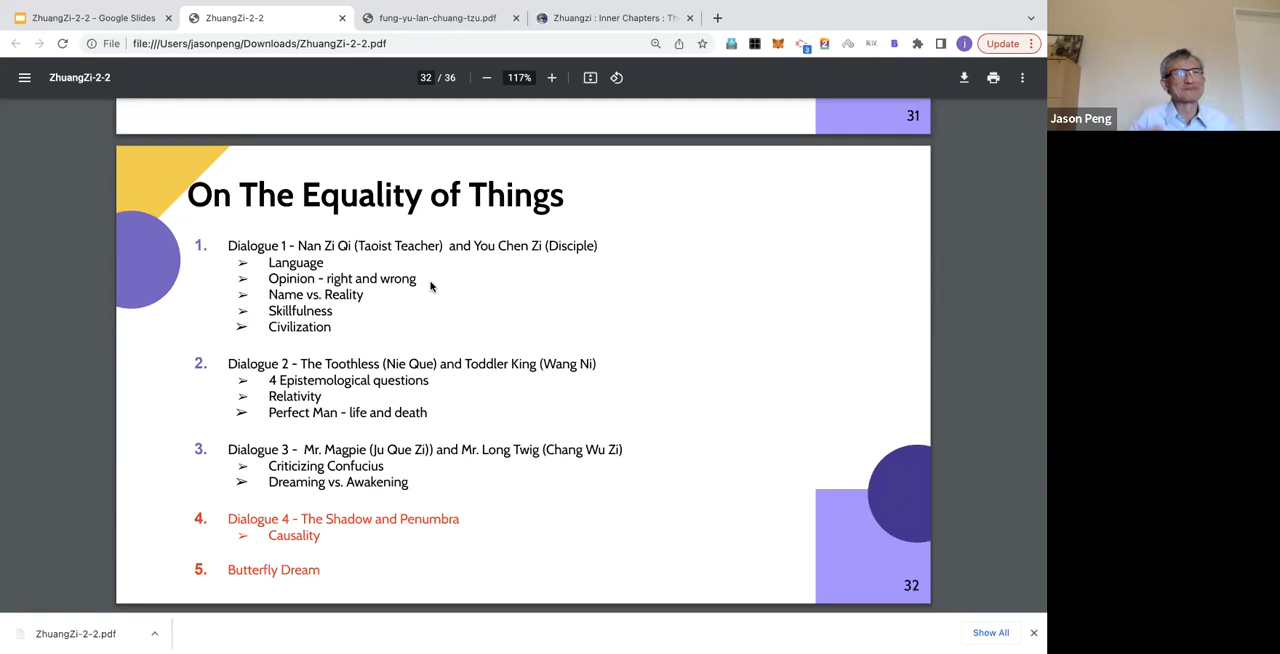 ZhuangZi-2-2 - Google Slides
ZhuangZi-2-2
fung-yu-lan-chuang-tzu.pdf
Zhuangzi : Inner Chapters : Th
File
file:///Users/jasonpeng/Downloads/ZhuangZi-2-2.pdf
Update
ZhuangZi-2-2
32 / 36
117%
31
Jason Peng
On The Equality of Things
1. Dialogue 1 - Nan Zi Qi (Taoist Teacher) and You Chen Zi (Disciple)
➢ Language
➢ Opinion - right and wrong
➢ Name vs. Reality
➢ Skillfulness
➢ Civilization
2. Dialogue 2 - The Toothless (Nie Que) and Toddler King (Wang Ni)
➢ 4 Epistemological questions
➢ Relativity
➢ Perfect Man - life and death
3. Dialogue 3 - Mr. Magpie (Ju Que Zi)) and Mr. Long Twig (Chang Wu Zi)
➢ Criticizing Confucius
➢ Dreaming vs. Awakening
4. Dialogue 4 - The Shadow and Penumbra
➢ Causality
5. Butterfly Dream
32
ZhuangZi-2-2.pdf
Show All